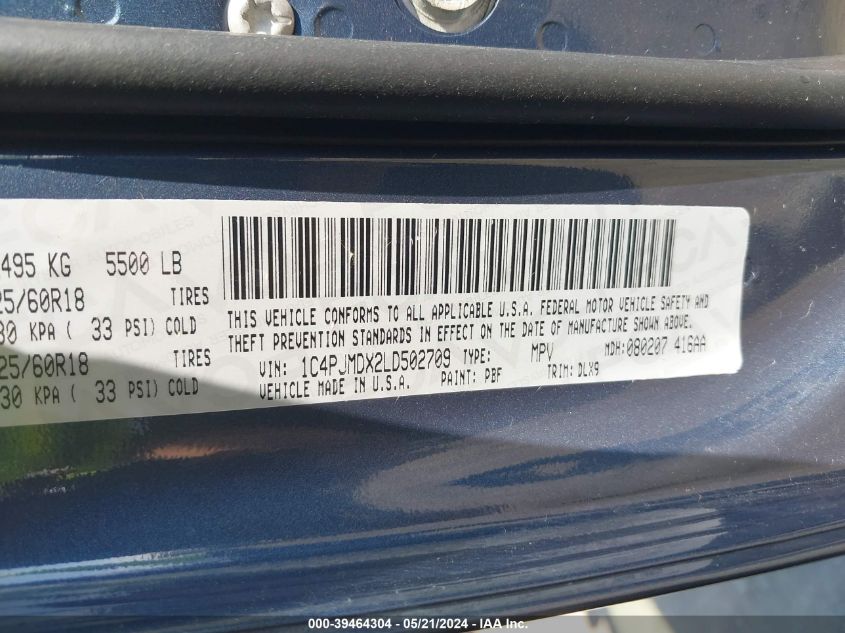 495 KG 5500 LB
25/60R18 TIRES
30 KPA ( 33 PSI) COLD
25/60R18 TIRES
30 KPA ( 33 PSI) COLD
THIS VEHICLE CONFORMS TO ALL APPLICABLE U.S.A. FEDERAL MOTOR VEHICLE SAFETY AND
THEFT PREVENTION STANDARDS IN EFFECT ON THE DATE OF MANUFACTURE SHOWN ABOVE.
VIN: 1C4PJMDX2LD502709 TYPE: MPV MDH:080207 416AA
VEHICLE MADE IN U.S.A. PAINT: PBF TRIM: DLX9
000-39464304 / 05/21/2024 - IAA Inc.